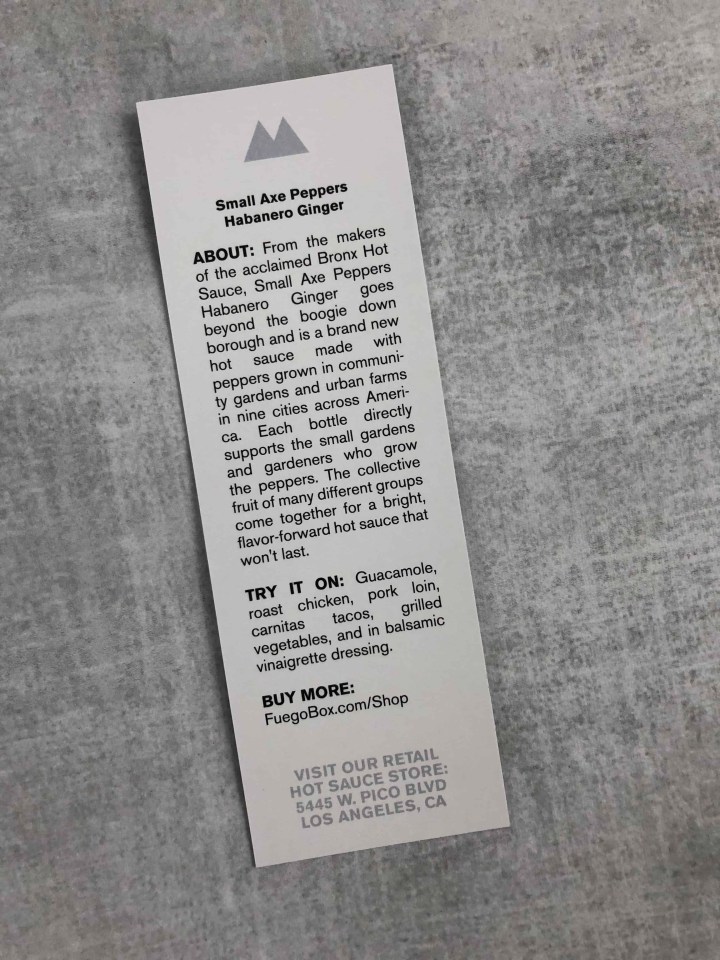 Small Axe Peppers
Habanero Ginger
ABOUT: From the makers
of the acclaimed Bronx Hot
Sauce, Small Axe Peppers
Habanero Ginger goes
beyond the boogie down
borough and is a brand new
hot sauce made with
peppers grown in communi-
ty gardens and urban farms
in nine cities across Ameri-
ca. Each bottle directly
supports the small gardens
and gardeners who grow
the peppers. The collective
fruit of many different groups
come together for a bright,
flavor-forward hot sauce that
won't last.
TRY IT ON: Guacamole,
roast chicken, pork loin,
carnitas tacos, grilled
vegetables, and in balsamic
vinaigrette dressing.
BUY MORE:
FuegoBox.com/Shop
VISIT OUR RETAIL
HOT SAUCE STORE:
5445 W. PICO BLVD
LOS ANGELES, CA